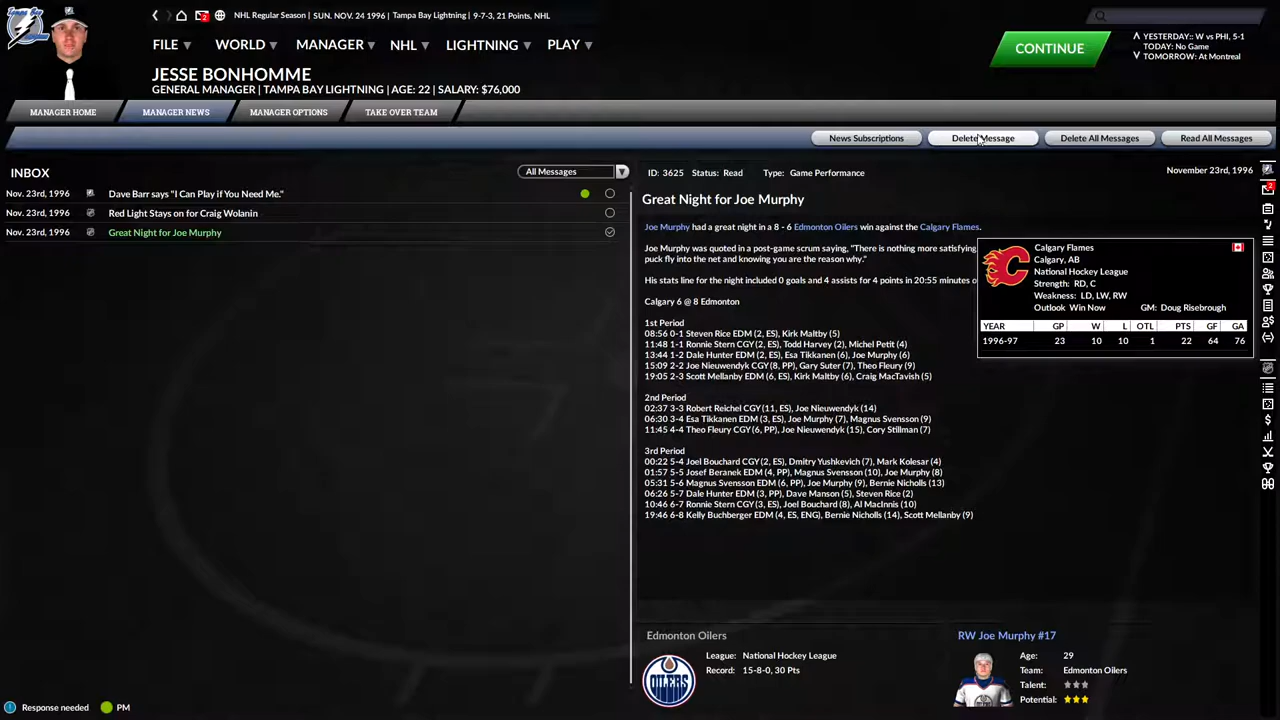 NHL Regular Season | SUN. NOV. 24 1996 | Tampa Bay Lightning | 9-7-3, 21 Points, NHL
FILE WORLD MANAGER NHL LIGHTNING PLAY
CONTINUE
YESTERDAY:: W vs PHI, 5-1
TODAY: No Game
TOMORROW: At Montreal
JESSE BONHOMME
GENERAL MANAGER | TAMPA BAY LIGHTNING | AGE: 22 | SALARY: $76,000
MANAGER HOME MANAGER NEWS MANAGER OPTIONS TAKE OVER TEAM
News Subscriptions Delete Message Delete All Messages Read All Messages
INBOX
All Messages
Nov. 23rd, 1996 Dave Barr says "I Can Play if You Need Me."
Nov. 23rd, 1996 Red Light Stays on for Craig Wolanin
Nov. 23rd, 1996 Great Night for Joe Murphy
ID: 3625 Status: Read Type: Game Performance November 23rd, 1996
Great Night for Joe Murphy
Joe Murphy had a great night in a 8 - 6 Edmonton Oilers win against the Calgary Flames.
Joe Murphy was quoted in a post-game scrum saying, "There is nothing more satisfying
puck fly into the net and knowing you are the reason why."
His stats line for the night included 0 goals and 4 assists for 4 points in 20:55 minutes o
Calgary 6 @ 8 Edmonton
1st Period
08:56 0-1 Steven Rice EDM (2, ES), Kirk Maltby (5)
11:48 1-1 Ronnie Stern CGY (2, ES), Todd Harvey (2), Michel Petit (4)
13:44 1-2 Dale Hunter EDM (2, ES), Esa Tikkanen (6), Joe Murphy (6)
15:09 2-2 Joe Nieuwendyk CGY (8, PP), Gary Suter (7), Theo Fleury (9)
19:05 2-3 Scott Mellanby EDM (6, ES), Kirk Maltby (6), Craig MacTavish (5)
2nd Period
02:37 3-3 Robert Reichel CGY (11, ES), Joe Nieuwendyk (14)
06:30 3-4 Esa Tikkanen EDM (3, ES), Joe Murphy (7), Magnus Svensson (9)
11:45 4-4 Theo Fleury CGY (6, PP), Joe Nieuwendyk (15), Cory Stillman (7)
3rd Period
00:22 5-4 Joel Bouchard CGY (2, ES), Dmitry Yushkevich (7), Mark Kolesar (4)
01:57 5-5 Josef Beranek EDM (4, PP), Magnus Svensson (10), Joe Murphy (8)
05:31 5-6 Magnus Svensson EDM (6, PP), Joe Murphy (9), Bernie Nicholls (13)
06:26 5-7 Dale Hunter EDM (3, PP), Dave Manson (5), Steven Rice (2)
10:46 6-7 Ronnie Stern CGY (3, ES), Joel Bouchard (8), Al MacInnis (10)
19:46 6-8 Kelly Buchberger EDM (4, ES, ENG), Bernie Nicholls (14), Scott Mellanby (9)
Calgary Flames
Calgary, AB
National Hockey League
Strength: RD, C
Weakness: LD, LW, RW
Outlook Win Now GM: Doug Risebrough
YEAR GP W L OTL PTS GF GA
1996-97 23 10 10 1 22 64 76
Edmonton Oilers
League: National Hockey League
Record: 15-8-0, 30 Pts
OILERS
RW Joe Murphy #17
Age: 29
Team: Edmonton Oilers
Talent:
Potential:
Response needed PM